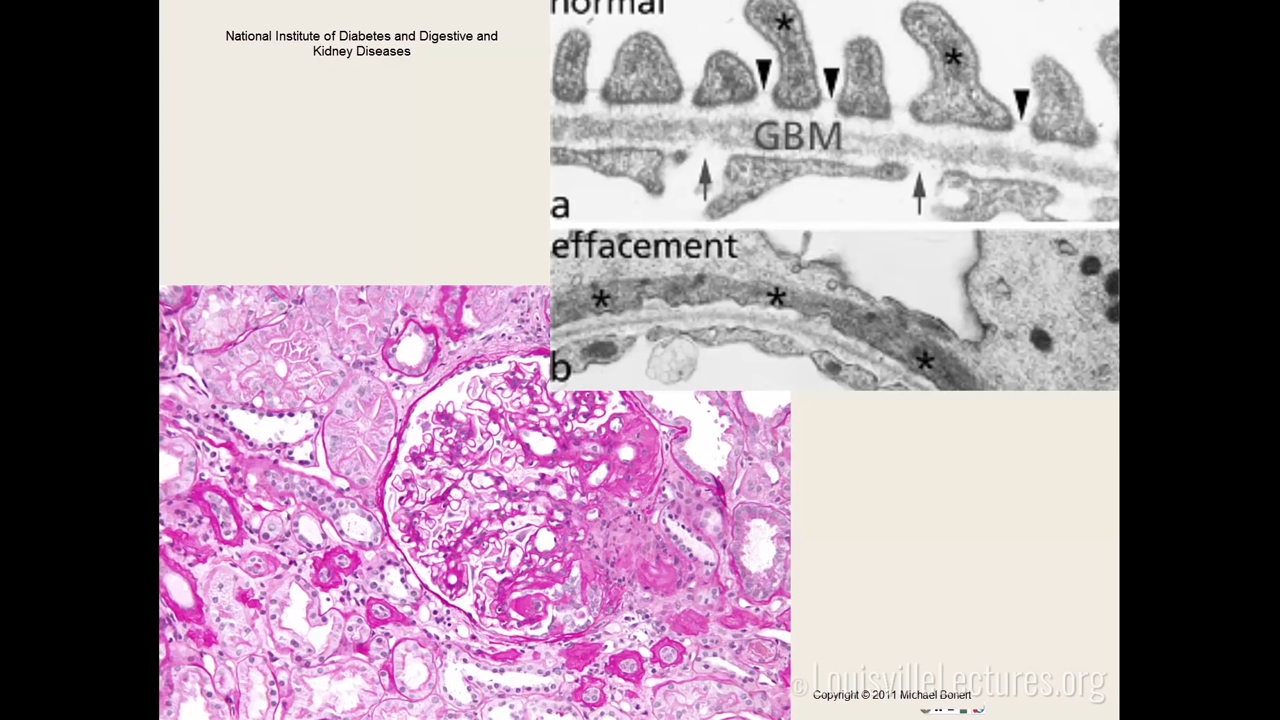 National Institute of Diabetes and Digestive and
Kidney Diseases
normal
GBM
a
effacement
b
© LouisvilleLectures.org
Copyright © 2011 Michael Bonert